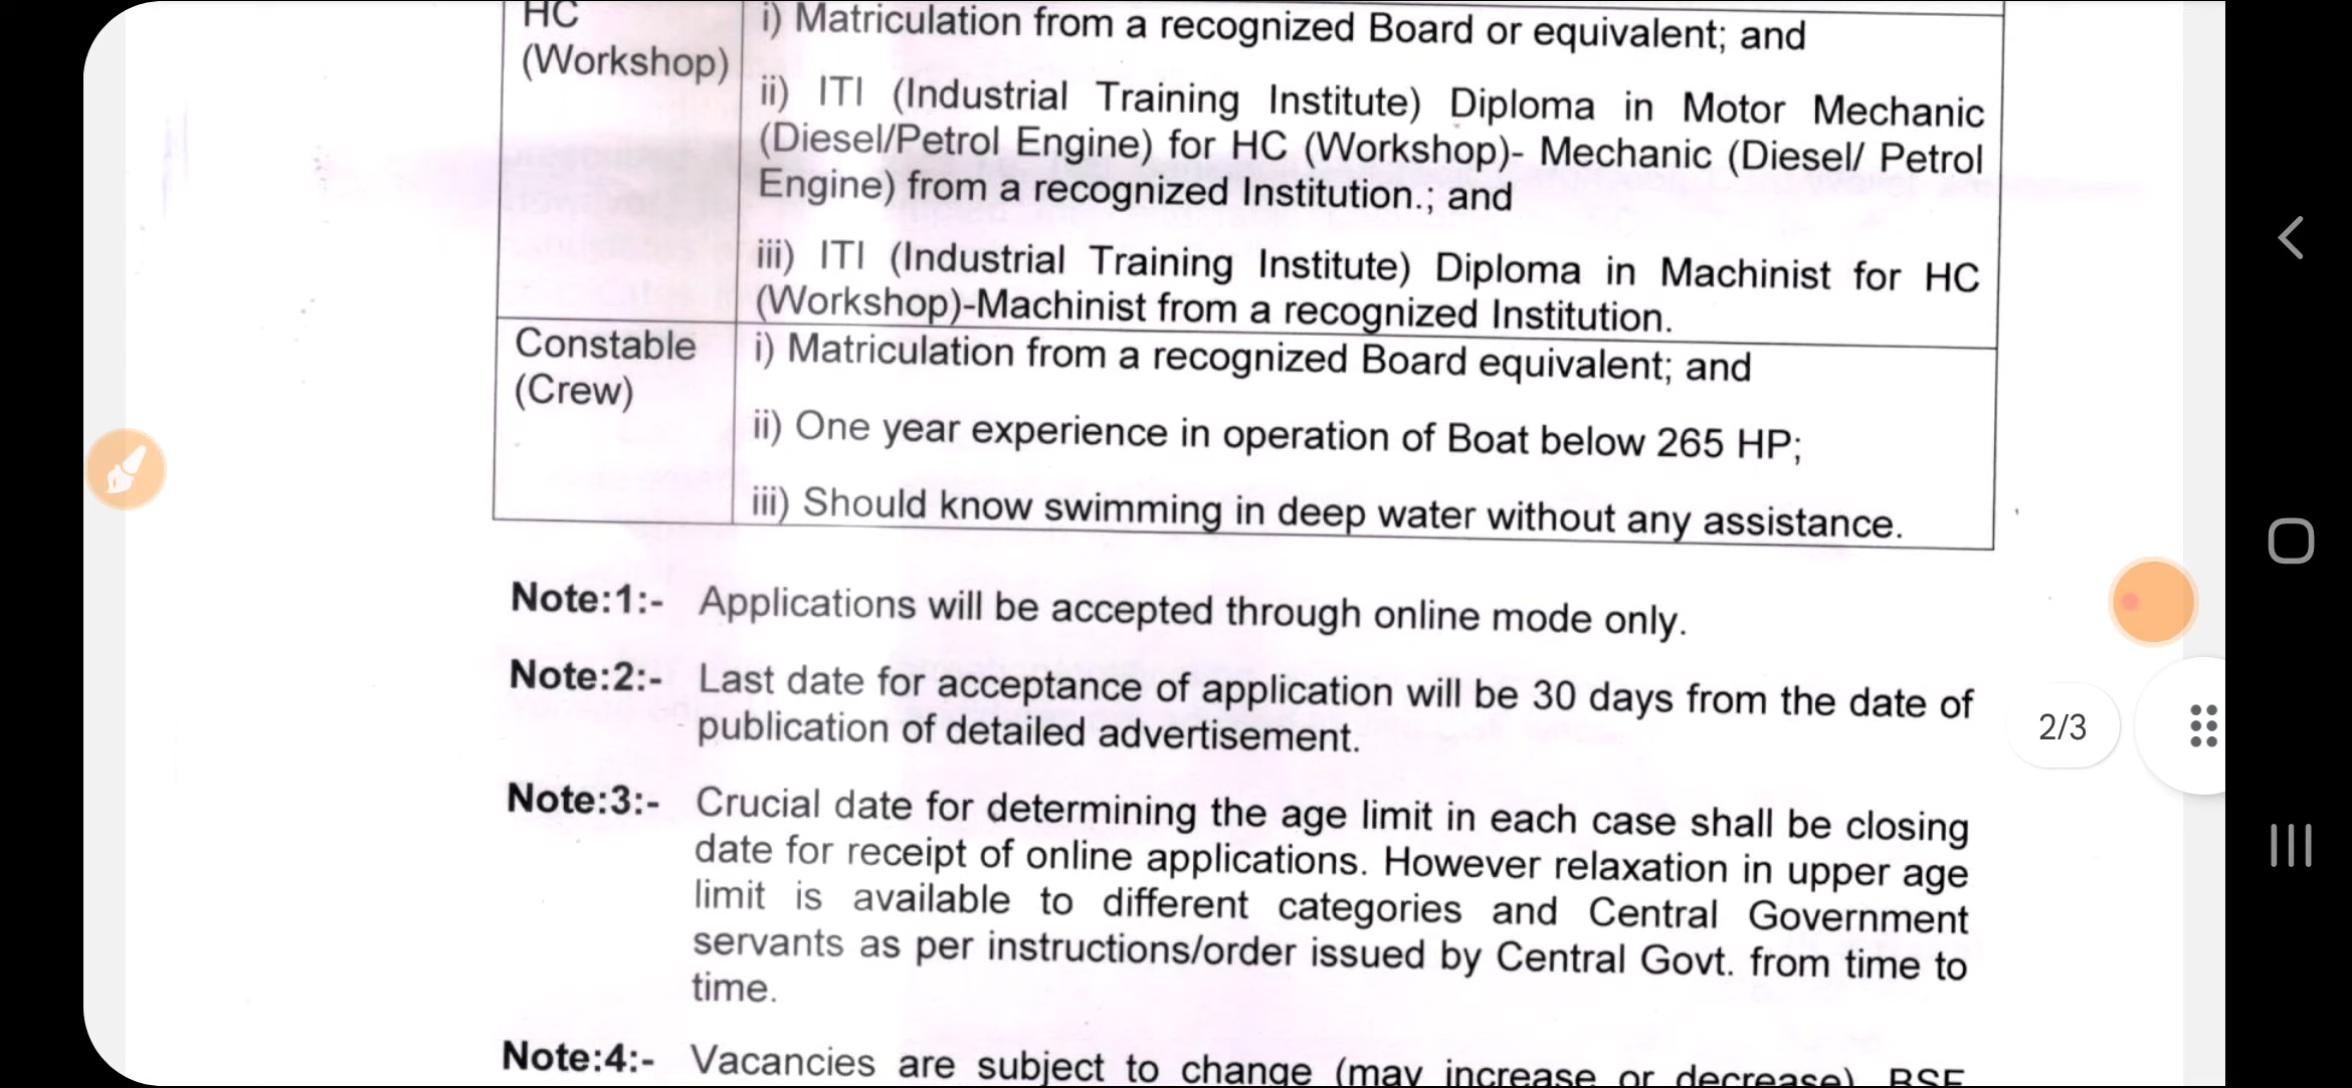 HC
(Workshop)
i) Matriculation from a recognized Board or equivalent; and
ii) ITI (Industrial Training Institute) Diploma in Motor Mechanic
(Diesel/Petrol Engine) for HC (Workshop)- Mechanic (Diesel/ Petrol
Engine) from a recognized Institution.; and
iii) ITI (Industrial Training Institute) Diploma in Machinist for HC
(Workshop)-Machinist from a recognized Institution.
Constable
(Crew)
i) Matriculation from a recognized Board equivalent; and
ii) One year experience in operation of Boat below 265 HP;
iii) Should know swimming in deep water without any assistance.
Note:1:- Applications will be accepted through online mode only.
Note:2:- Last date for acceptance of application will be 30 days from the date of
publication of detailed advertisement.
Note:3:- Crucial date for determining the age limit in each case shall be closing
date for receipt of online applications. However relaxation in upper age
limit is available to different categories and Central Government
servants as per instructions/order issued by Central Govt. from time to
time.
Note:4:- Vacancies are subject to change (may increase or decrease). BSF
2/3